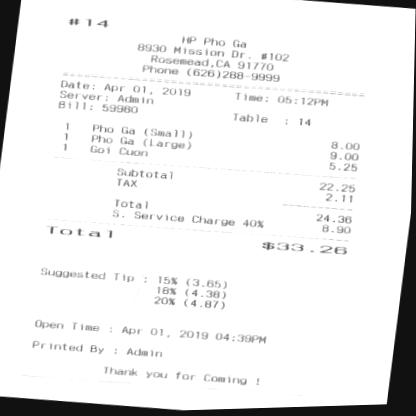 #14
HP Pho Ga
8930 Mission Dr. #102
Rosemead,CA 91770
Phone (626)288-9999
Date: Apr 01, 2019 Time: 05:12PM
Server: Admin
Bill: 59980 Table : 14
1 Pho Ga (Small) 8.00
1 Pho Ga (Large) 9.00
1 Goi Cuon 5.25
Subtotal 22.25
TAX 2.11
Total 24.36
S. Service Charge 40% 8.90
Total $33.26
Suggested Tip : 15% (3.65)
18% (4.38)
20% (4.87)
Open Time : Apr 01, 2019 04:39PM
Printed By : Admin
Thank you for Coming !